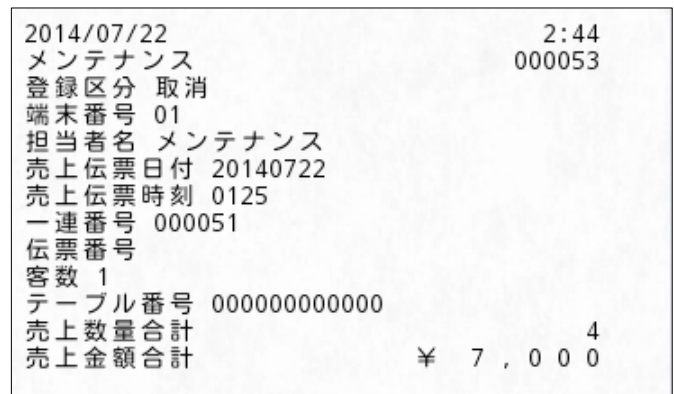 2014/07/22 2:44
メンテナンス 000053
登録区分 取消
端末番号 01
担当者名 メンテナンス
売上伝票日付 20140722
売上伝票時刻 0125
一連番号 000051
伝票番号
客数 1
テーブル番号 000000000000
売上数量合計 4
売上金額合計 ¥ 7,000